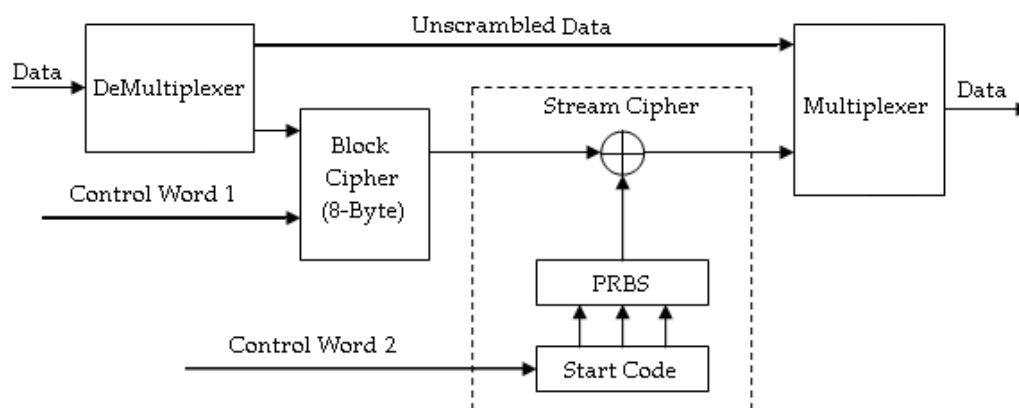 Unscrambled Data
Data
DeMultiplexer
Stream Cipher
Multiplexer
Data
Block
Cipher
(8-Byte)
Control Word 1
PRBS
Control Word 2
Start Code